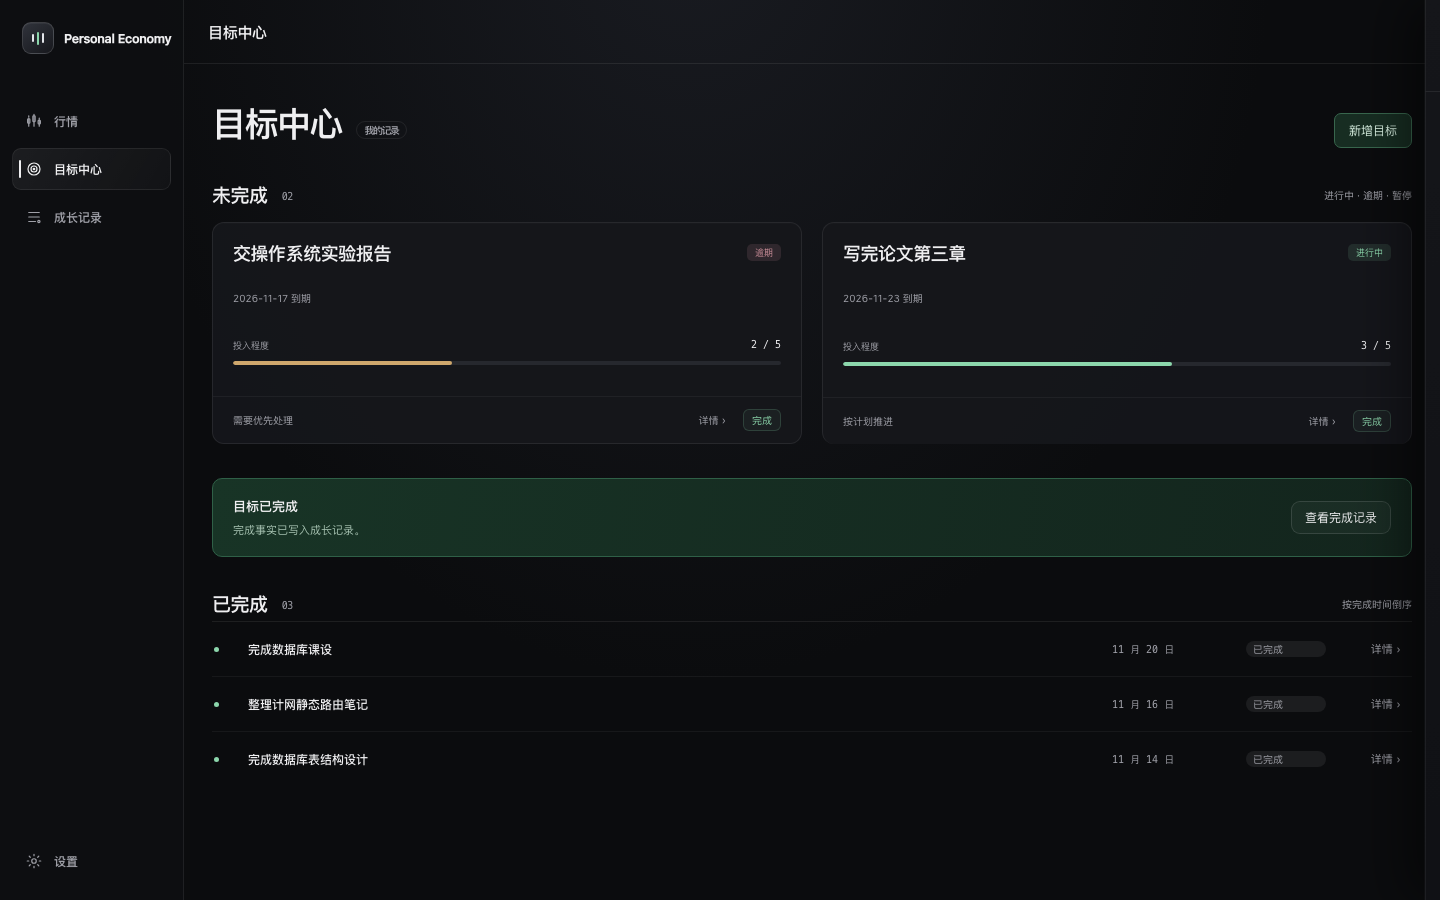 Personal Economy
行情
目标中心
成长记录
设置
目标中心
目标中心 我的记录
新增目标
未完成 02
进行中 · 逾期 · 暂停
交操作系统实验报告 逾期
2026-11-17 到期
投入程度 2 / 5
需要优先处理 详情 › 完成
写完论文第三章 进行中
2026-11-23 到期
投入程度 3 / 5
按计划推进 详情 › 完成
目标已完成
完成事实已写入成长记录。
查看完成记录
已完成 03
按完成时间倒序
完成数据库课设 11 月 20 日 已完成 详情 ›
整理计网静态路由笔记 11 月 16 日 已完成 详情 ›
完成数据库表结构设计 11 月 14 日 已完成 详情 ›